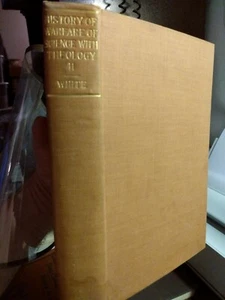 HISTORY OF
WARFARE OF
SCIENCE WITH
THEOLOGY
II
WHITE